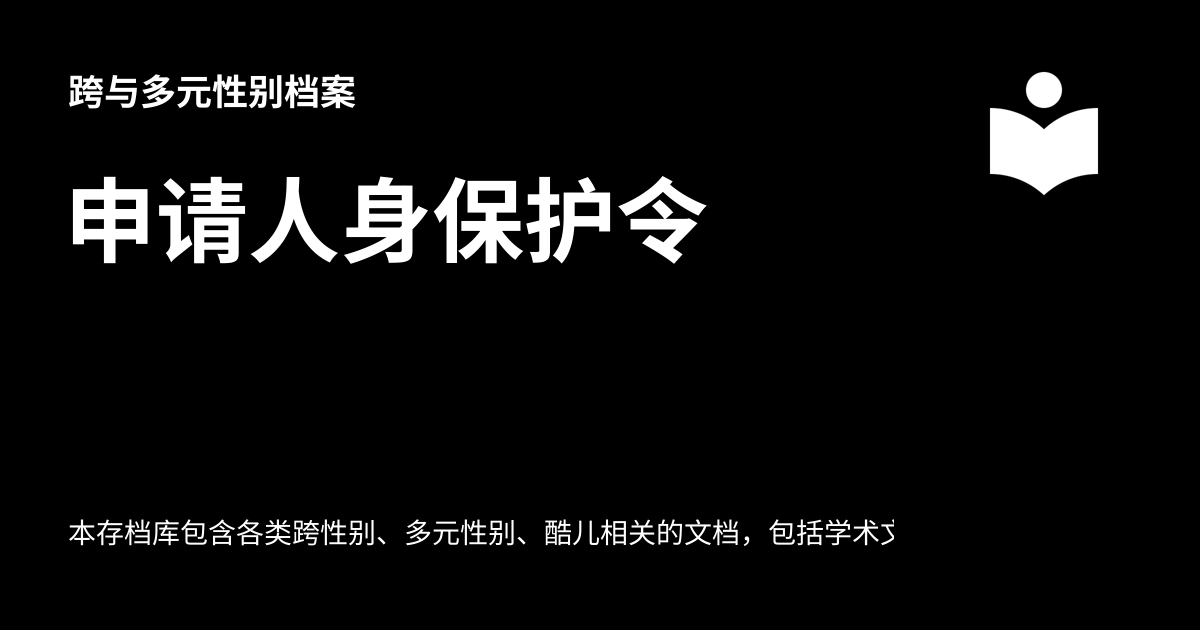 跨与多元性别档案
申请人身保护令
本存档库包含各类跨性别、多元性别、酷儿相关的文档，包括学术